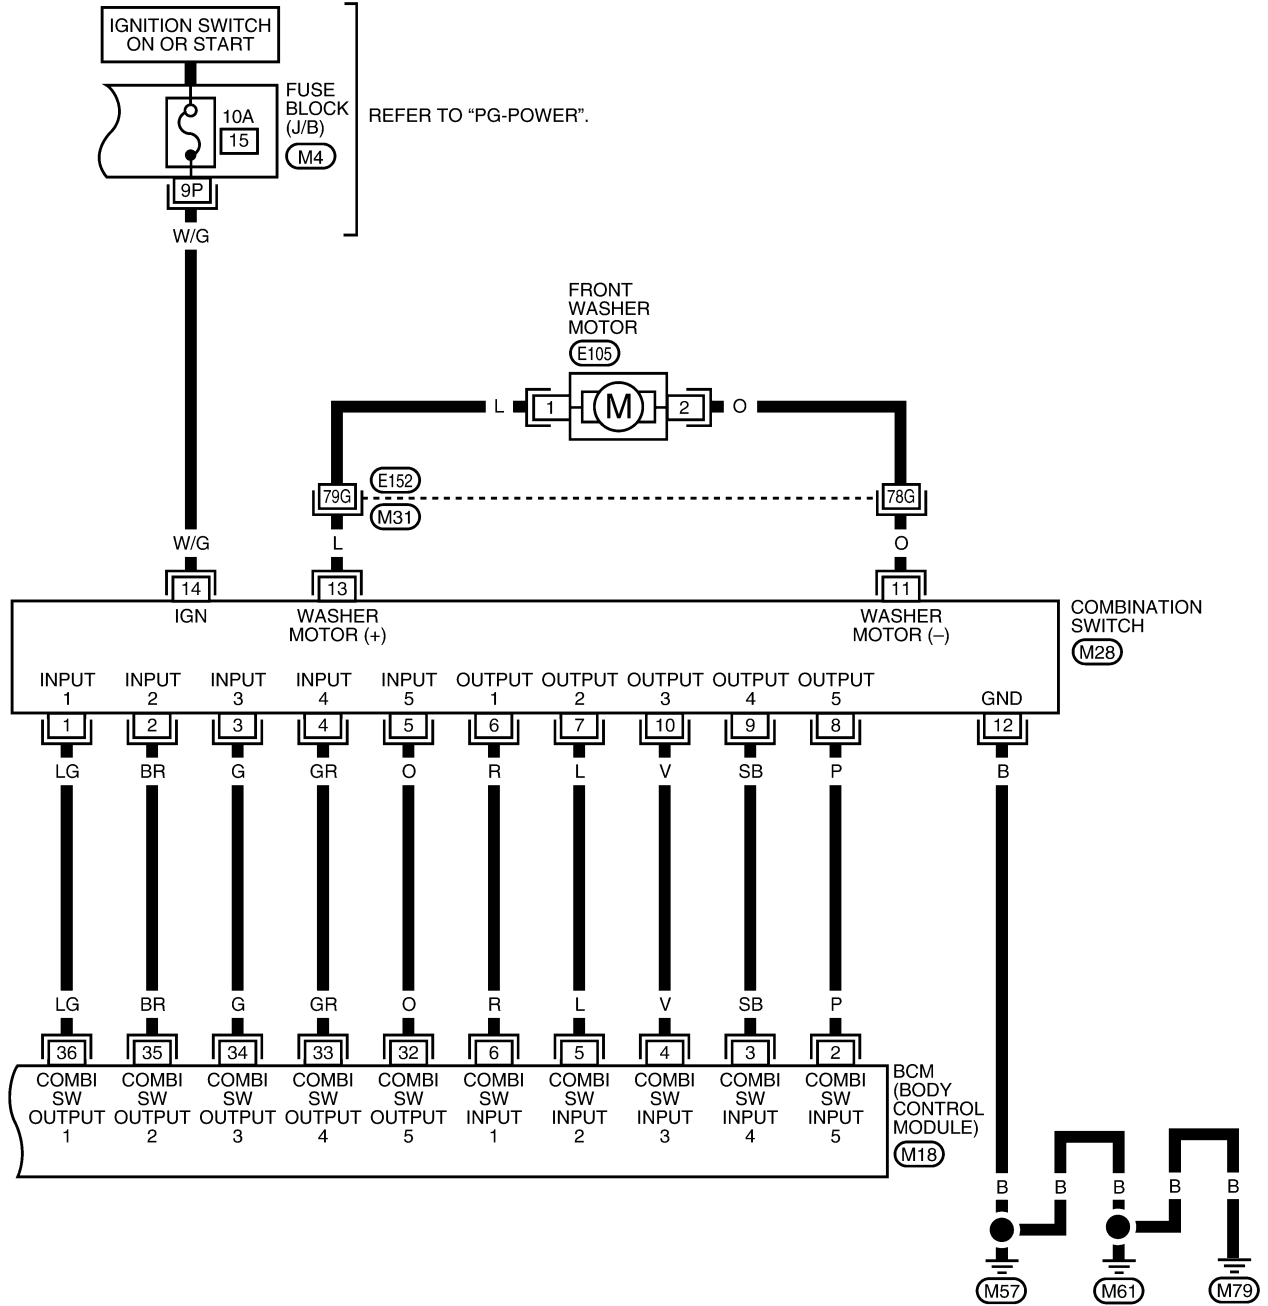 IGNITION SWITCH
ON OR START
FUSE
BLOCK
(J/B)
M4
10A
15
REFER TO “PG-POWER”.
9P
W/G
FRONT
WASHER
MOTOR
E105
L
1
M
2
O
79G
E152
M31
78G
W/G
L
O
14
13
11
IGN
WASHER
MOTOR (+)
WASHER
MOTOR (–)
COMBINATION
SWITCH
M28
INPUT
1
INPUT
2
INPUT
3
INPUT
4
INPUT
5
OUTPUT
1
OUTPUT
2
OUTPUT
3
OUTPUT
4
OUTPUT
5
GND
1
2
3
4
5
6
7
10
9
8
12
LG
BR
G
GR
O
R
L
V
SB
P
B
LG
BR
G
GR
O
R
L
V
SB
P
36
35
34
33
32
6
5
4
3
2
COMBI
SW
OUTPUT
1
COMBI
SW
OUTPUT
2
COMBI
SW
OUTPUT
3
COMBI
SW
OUTPUT
4
COMBI
SW
OUTPUT
5
COMBI
SW
INPUT
1
COMBI
SW
INPUT
2
COMBI
SW
INPUT
3
COMBI
SW
INPUT
4
COMBI
SW
INPUT
5
BCM
(BODY
CONTROL
MODULE)
M18
B
B
B
B
B
M57
M61
M79